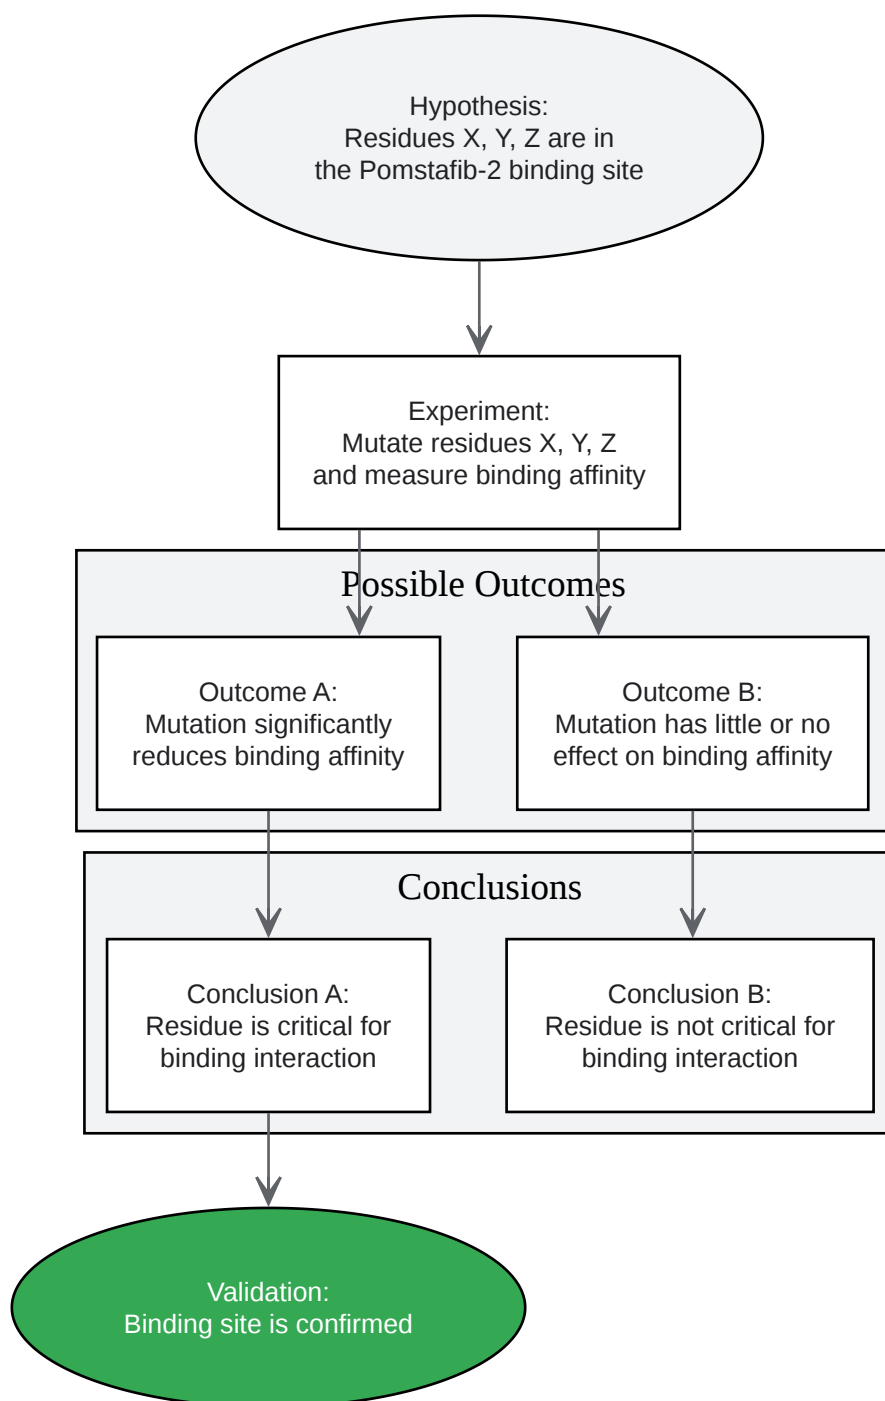 Hypothesis:
Residues X, Y, Z are in
the Pomstafib-2 binding site
Experiment:
Mutate residues X, Y, Z
and measure binding affinity
Possible Outcomes
Outcome A:
Mutation significantly
reduces binding affinity
Outcome B:
Mutation has little or no
effect on binding affinity
Conclusions
Conclusion A:
Residue is critical for
binding interaction
Conclusion B:
Residue is not critical for
binding interaction
Validation:
Binding site is confirmed